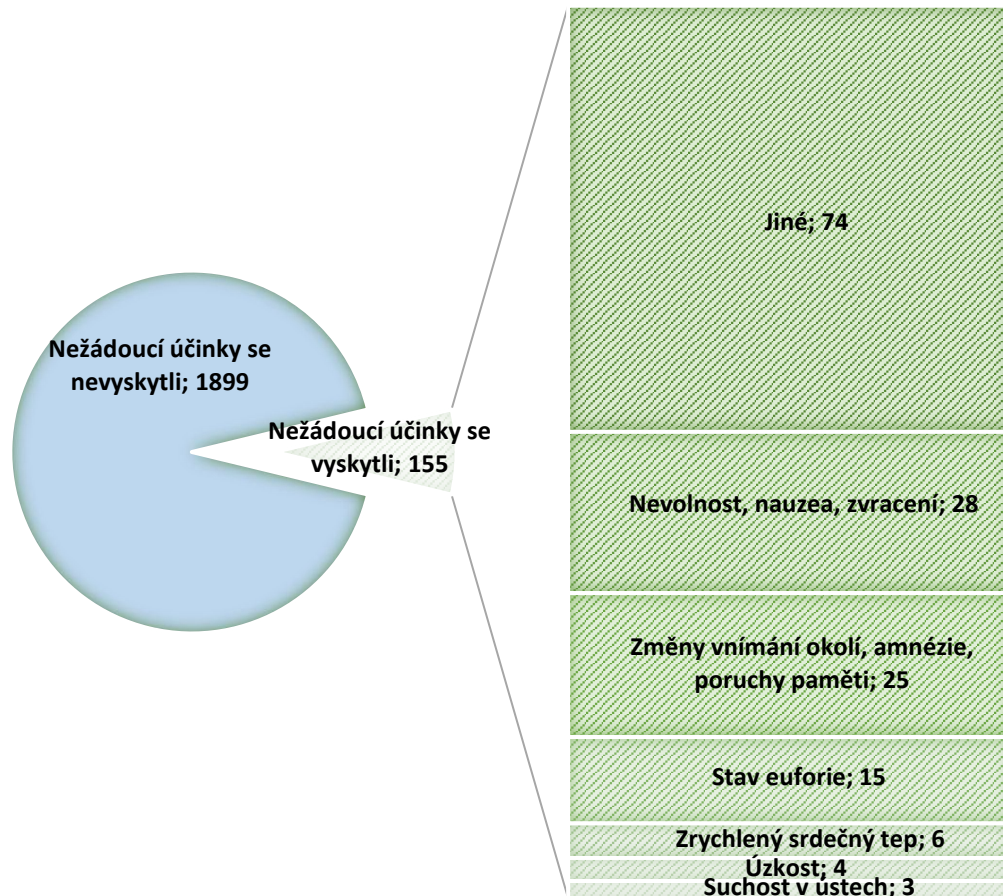 Nežádoucí účinky se
nevyskytli; 1899
Nežádoucí účinky se
vyskytli; 155
Jiné; 74
Nevolnost, nauzea, zvracení; 28
Změny vnímání okolí, amnézie,
poruchy paměti; 25
Stav euforie; 15
Zrychlený srdečný tep; 6
Úzkost; 4
Suchost v ústech; 3